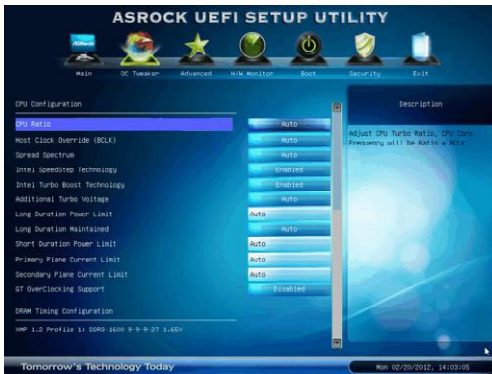 ASROCK UEFI SETUP UTILITY
ASRock
Main OC Tweaker Advanced H/W Monitor Boot Security Exit
CPU Configuration
Description
CPU Ratio Auto
Adjust CPU Turbo Ratio, CPU Core
Frequency will be Ratio * BCLK
Host Clock Override (BCLK) Auto
Spread Spectrum Auto
Intel SpeedStep Technology Enabled
Intel Turbo Boost Technology Enabled
Additional Turbo Voltage Auto
Long Duration Power Limit Auto
Long Duration Maintained Auto
Short Duration Power Limit Auto
Primary Plane Current Limit Auto
Secondary Plane Current Limit Auto
GT OverClocking Support Disabled
DRAM Timing Configuration
XMP 1.2 Profile 1: DDR3-1600 9-9-9-27 1.65V
Tomorrow's Technology Today
Mon 02/20/2012, 14:03:05